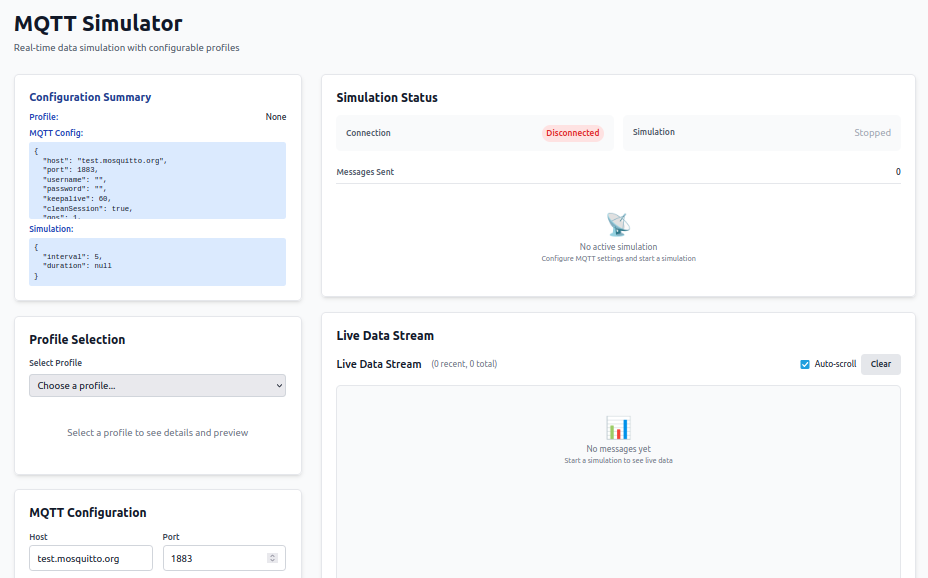 MQTT Simulator
Real-time data simulation with configurable profiles
Configuration Summary
Profile: None
MQTT Config:
{
"host": "test.mosquitto.org",
"port": 1883,
"username": "",
"password": "",
"keepalive": 60,
"cleanSession": true,
"qos": 1,
Simulation:
{
"interval": 5,
"duration": null
}
Profile Selection
Select Profile
Choose a profile...
Select a profile to see details and preview
MQTT Configuration
Host Port
test.mosquitto.org 1883
Simulation Status
Connection Disconnected Simulation Stopped
Messages Sent 0
No active simulation
Configure MQTT settings and start a simulation
Live Data Stream
Live Data Stream (0 recent, 0 total) Auto-scroll Clear
No messages yet
Start a simulation to see live data